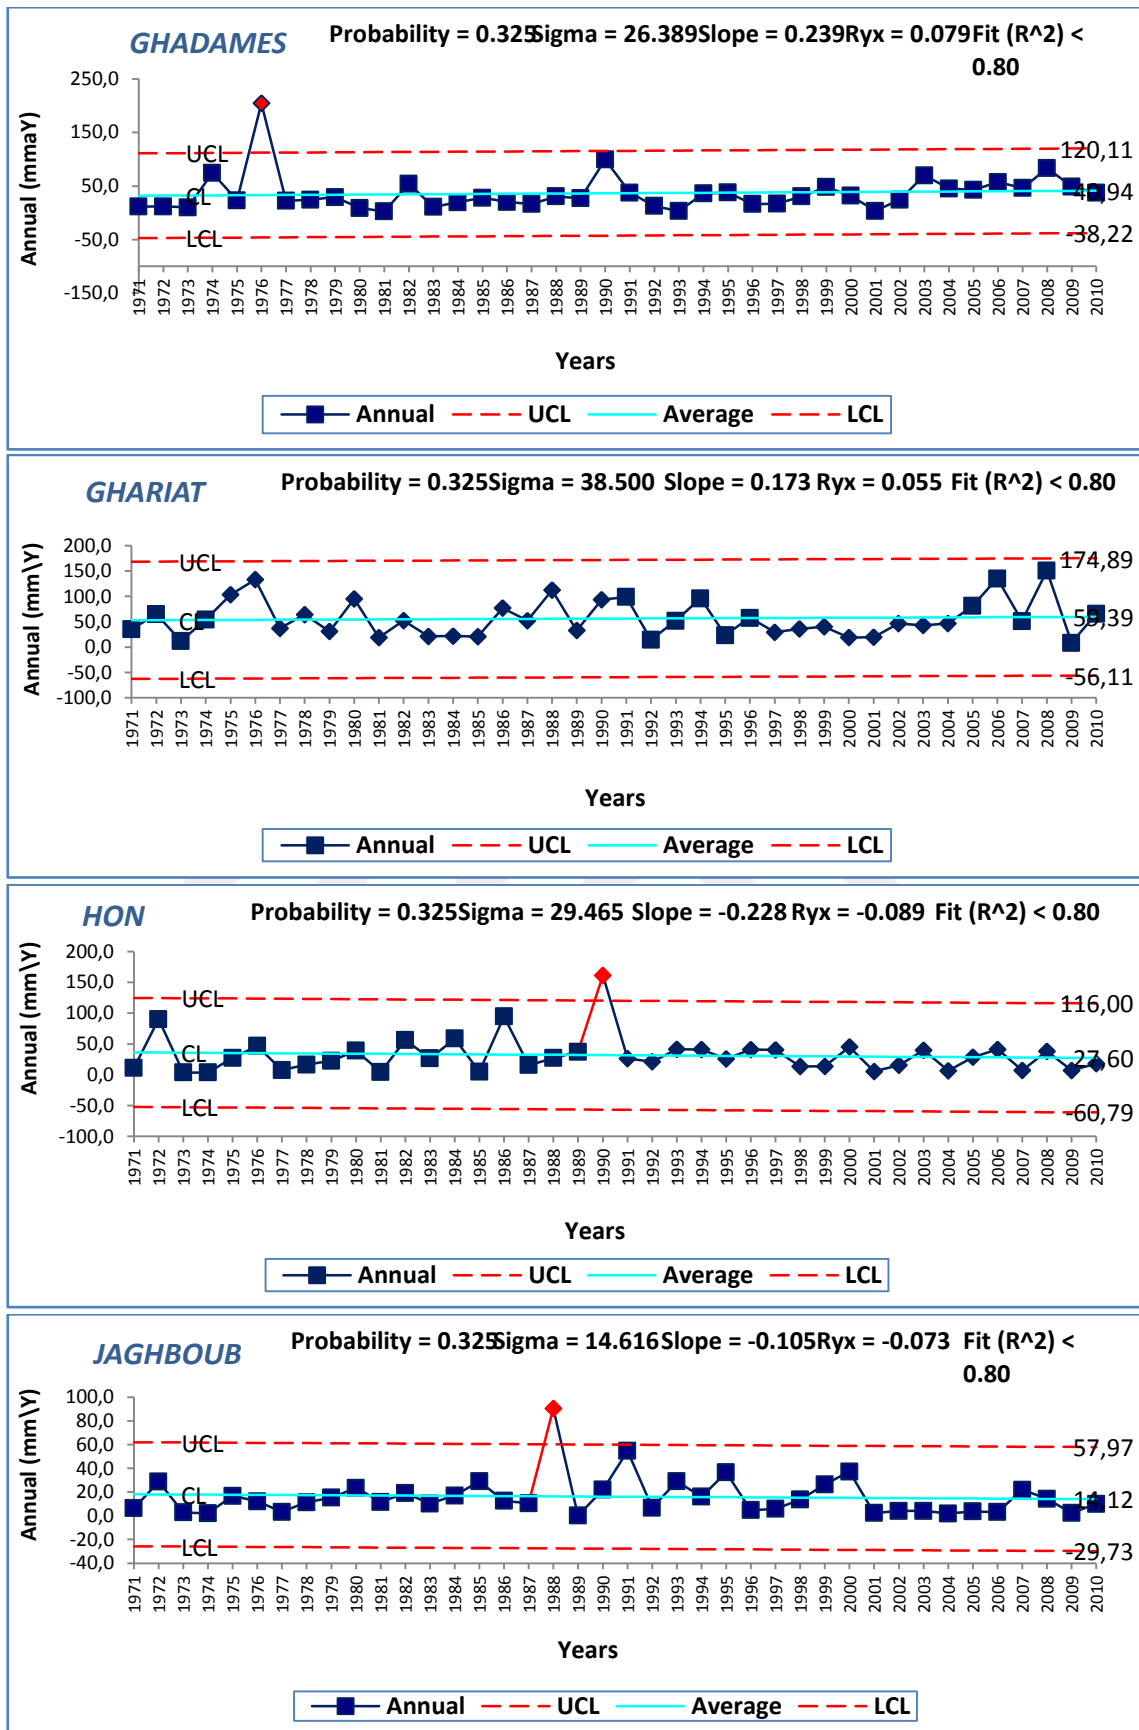 GHADAMES
Probability = 0.325Sigma = 26.389Slope = 0.239Ryx = 0.079Fit (R^2) <
0.80
Annual (mmaY)
250,0
150,0
50,0
-50,0
-150,0
UCL
CL
LCL
120,11
40,94
-38,22
1971 1972 1973 1974 1975 1976 1977 1978 1979 1980 1981 1982 1983 1984 1985 1986 1987 1988 1989 1990 1991 1992 1993 1994 1995 1996 1997 1998 1999 2000 2001 2002 2003 2004 2005 2006 2007 2008 2009 2010
Years
Annual UCL Average LCL
GHARIAT
Probability = 0.325Sigma = 38.500 Slope = 0.173 Ryx = 0.055 Fit (R^2) < 0.80
Annual (mm\Y)
200,0
150,0
100,0
50,0
0,0
-50,0
-100,0
UCL
CL
LCL
174,89
59,39
-56,11
1971 1972 1973 1974 1975 1976 1977 1978 1979 1980 1981 1982 1983 1984 1985 1986 1987 1988 1989 1990 1991 1992 1993 1994 1995 1996 1997 1998 1999 2000 2001 2002 2003 2004 2005 2006 2007 2008 2009 2010
Years
Annual UCL Average LCL
HON
Probability = 0.325Sigma = 29.465 Slope = -0.228 Ryx = -0.089 Fit (R^2) < 0.80
Annual (mm\Y)
200,0
150,0
100,0
50,0
0,0
-50,0
-100,0
UCL
CL
LCL
116,00
27,60
-60,79
1971 1972 1973 1974 1975 1976 1977 1978 1979 1980 1981 1982 1983 1984 1985 1986 1987 1988 1989 1990 1991 1992 1993 1994 1995 1996 1997 1998 1999 2000 2001 2002 2003 2004 2005 2006 2007 2008 2009 2010
Years
Annual UCL Average LCL
JAGHBOUB
Probability = 0.325Sigma = 14.616Slope = -0.105Ryx = -0.073 Fit (R^2) <
0.80
Annual (mm\Y)
100,0
80,0
60,0
40,0
20,0
0,0
-20,0
-40,0
UCL
CL
LCL
57,97
14,12
-29,73
1971 1972 1973 1974 1975 1976 1977 1978 1979 1980 1981 1982 1983 1984 1985 1986 1987 1988 1989 1990 1991 1992 1993 1994 1995 1996 1997 1998 1999 2000 2001 2002 2003 2004 2005 2006 2007 2008 2009 2010
Years
Annual UCL Average LCL